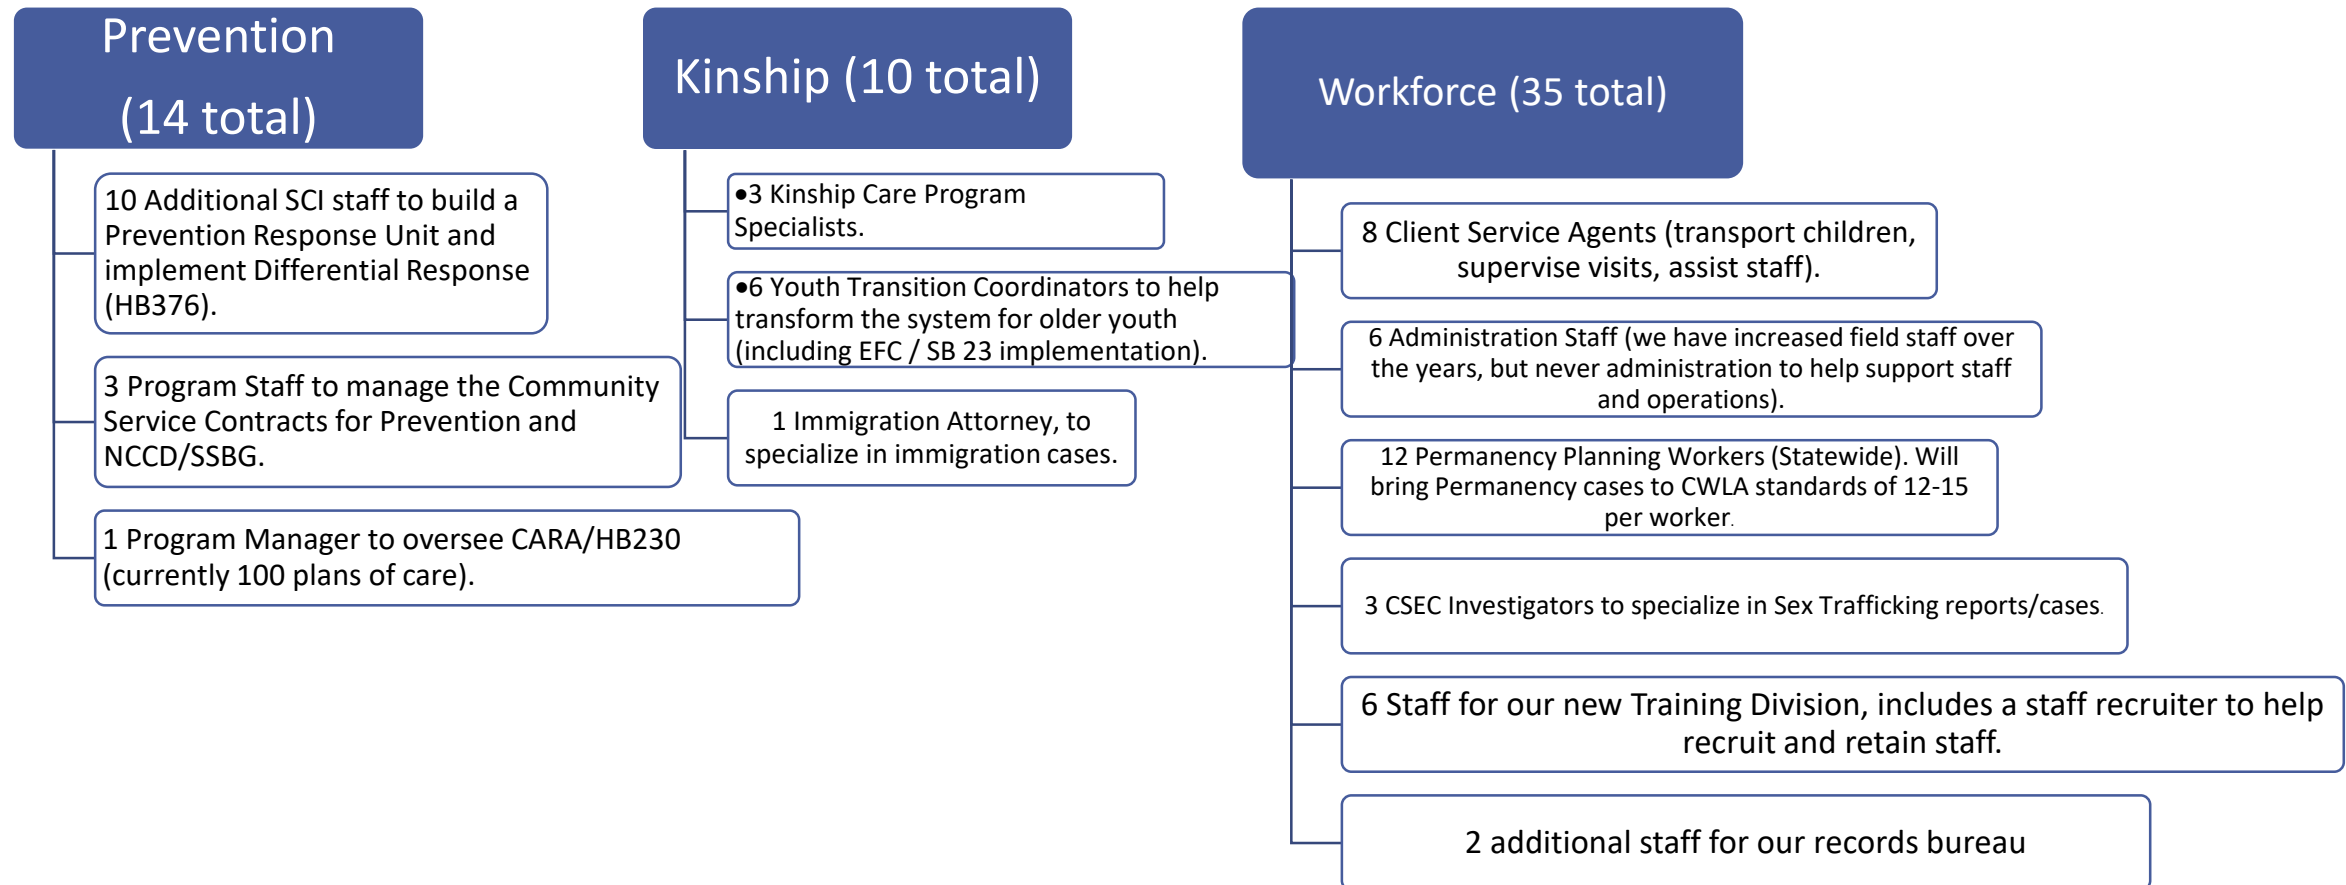 Prevention
(14 total)
10 Additional SCI staff to build a
Prevention Response Unit and
implement Differential Response
(HB376).
3 Program Staff to manage the Community
Service Contracts for Prevention and
NCCD/SSBG.
1 Program Manager to oversee CARA/HB230
(currently 100 plans of care).
Kinship (10 total)
•3 Kinship Care Program
Specialists.
•6 Youth Transition Coordinators to help
transform the system for older youth
(including EFC / SB 23 implementation).
1 Immigration Attorney, to
specialize in immigration cases.
Workforce (35 total)
8 Client Service Agents (transport children,
supervise visits, assist staff).
6 Administration Staff (we have increased field staff over
the years, but never administration to help support staff
and operations).
12 Permanency Planning Workers (Statewide). Will
bring Permanency cases to CWLA standards of 12-15
per worker.
3 CSEC Investigators to specialize in Sex Trafficking reports/cases.
6 Staff for our new Training Division, includes a staff recruiter to help
recruit and retain staff.
2 additional staff for our records bureau